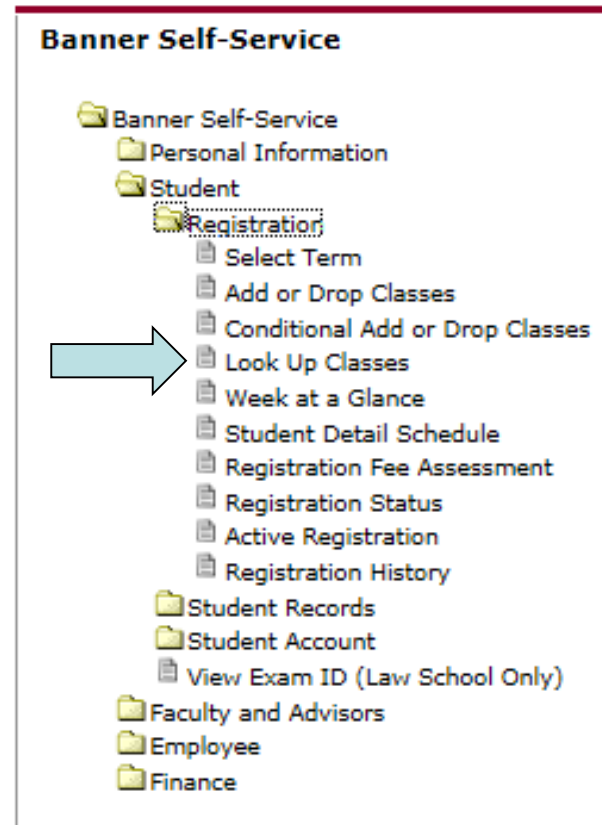 Banner Self-Service
Banner Self-Service
Personal Information
Student
Registration
Select Term
Add or Drop Classes
Conditional Add or Drop Classes
Look Up Classes
Week at a Glance
Student Detail Schedule
Registration Fee Assessment
Registration Status
Active Registration
Registration History
Student Records
Student Account
View Exam ID (Law School Only)
Faculty and Advisors
Employee
Finance